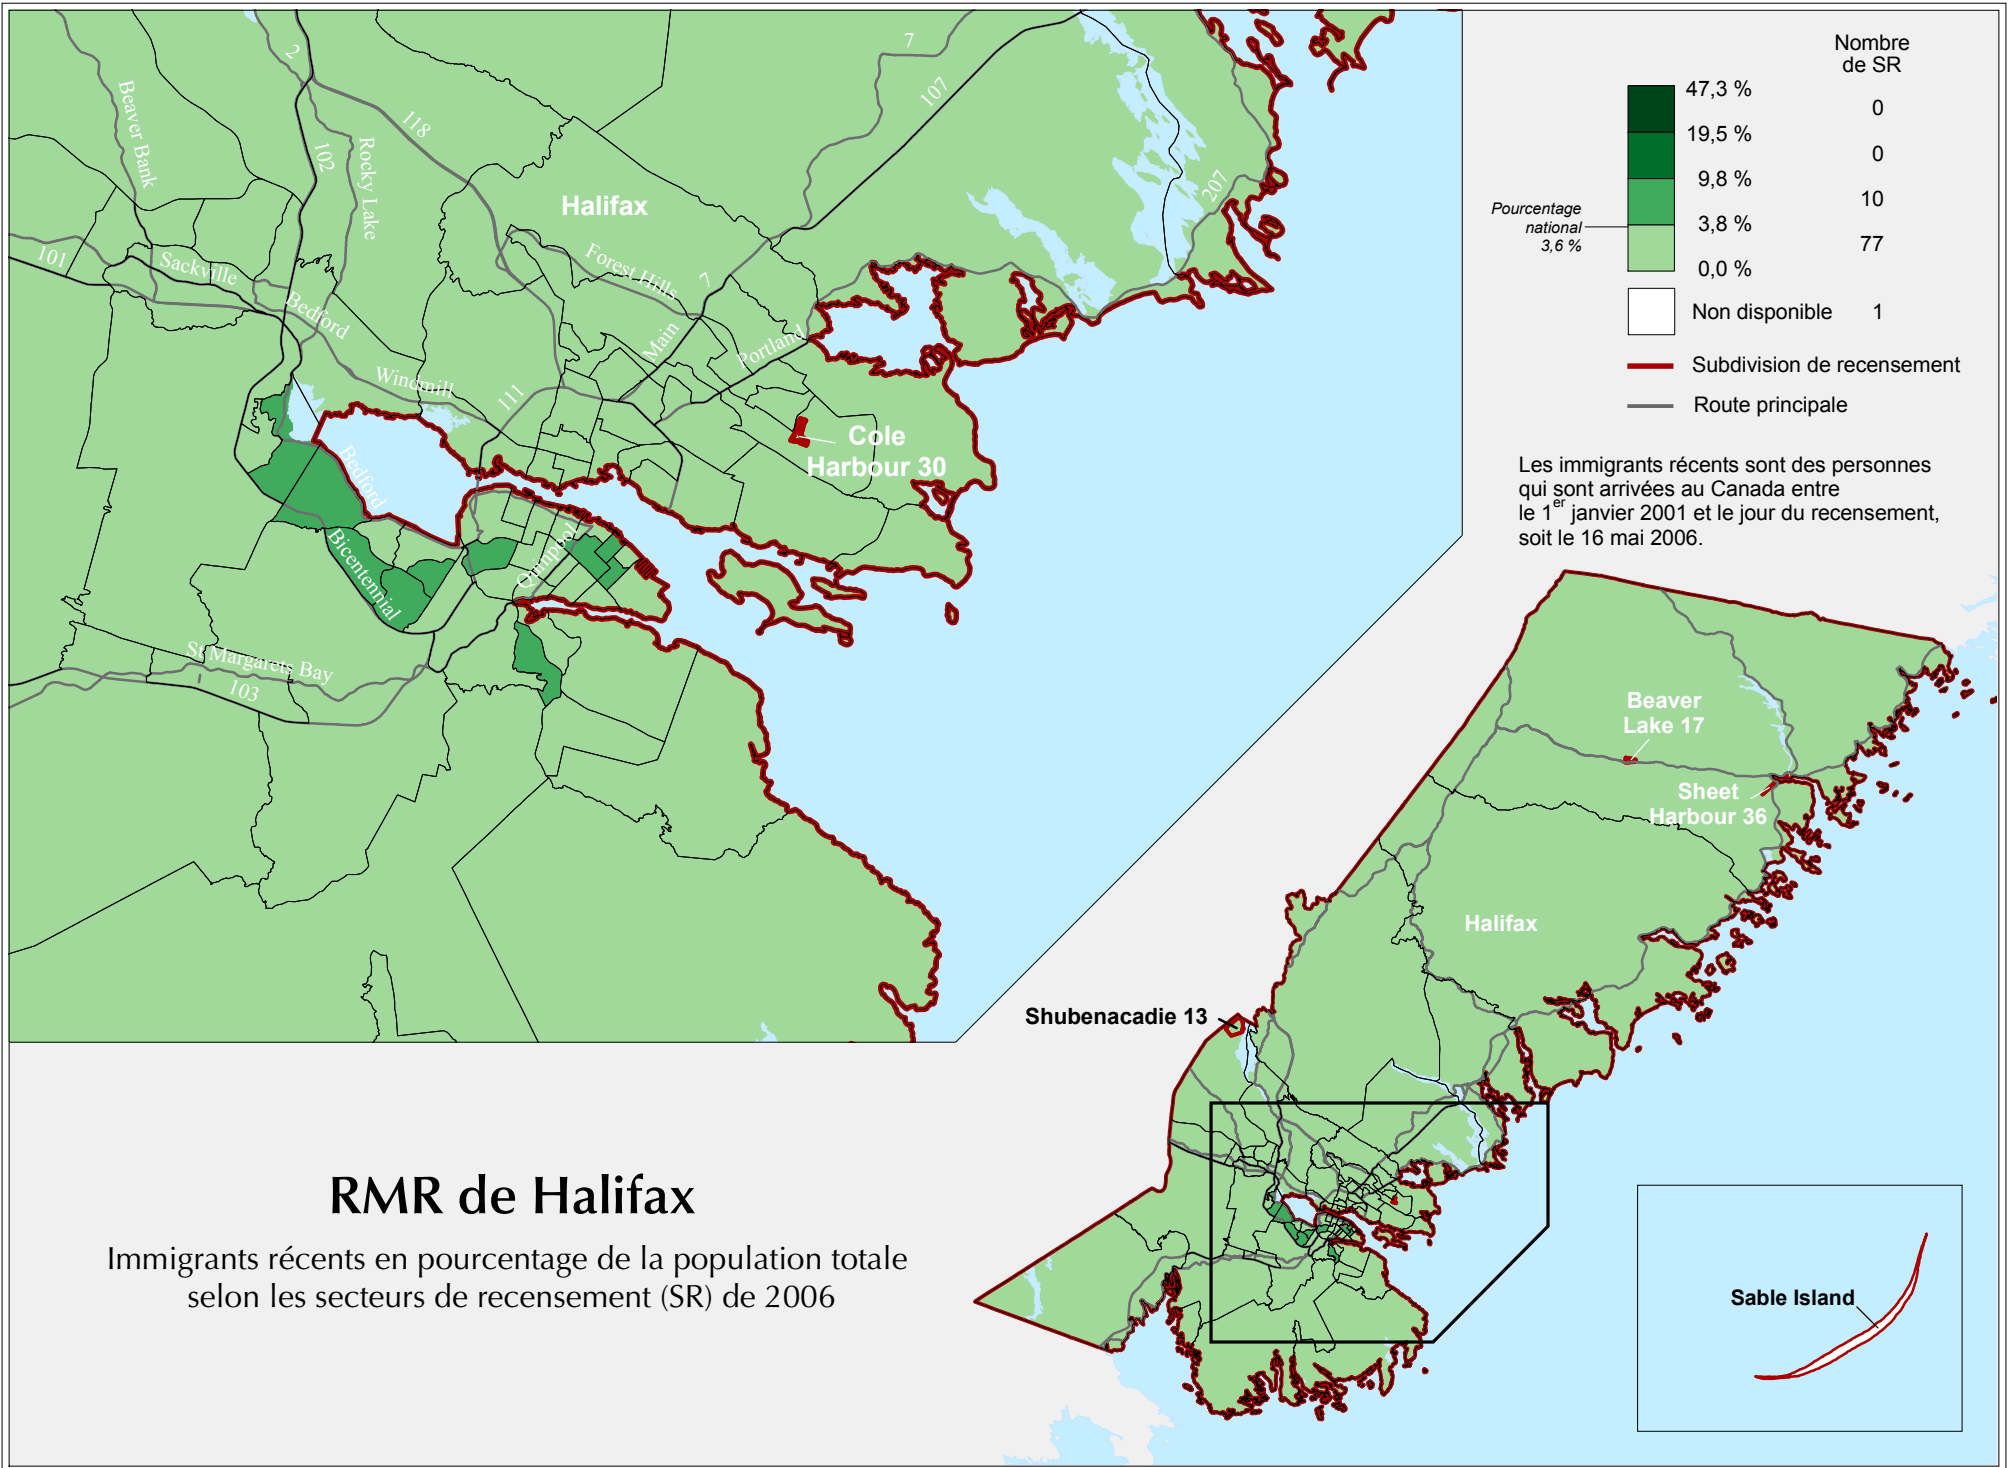 Nombre
de SR
47,3 %
0
19,5 %
0
9,8 %
10
3,8 %
77
0,0 %
Pourcentage
national
3,6 %
Non disponible 1
Subdivision de recensement
Route principale
Les immigrants récents sont des personnes
qui sont arrivées au Canada entre
le 1er janvier 2001 et le jour du recensement,
soit le 16 mai 2006.
2
7
107
118
102
Beaver Bank
Rocky Lake
Halifax
207
101
Sackville
Forest Hills
7
Bedford
Main
Portland
Windmill
111
Cole
Harbour 30
Bedford
Bicentennial
Quinpool
St Margarets Bay
103
Beaver
Lake 17
Sheet
Harbour 36
Halifax
Shubenacadie 13
Sable Island
RMR de Halifax
Immigrants récents en pourcentage de la population totale
selon les secteurs de recensement (SR) de 2006